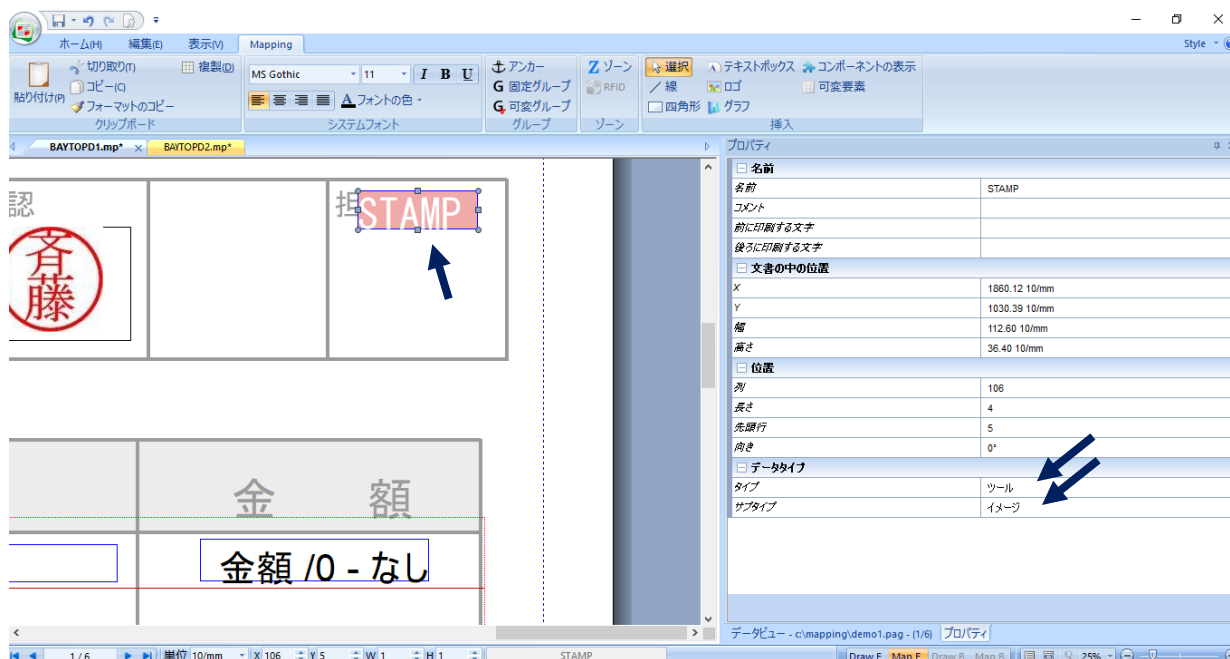 ホーム(H) 編集(E) 表示(V) Mapping Style
貼り付け(P) 切り取り(T) コピー(C) フォーマットのコピー 複製(D)
クリップボード
MS Gothic 11 I B U
A フォントの色
システムフォント
アンカー
G 固定グループ
G 可変グループ
グループ
Z ゾーン
RFID
ゾーン
選択 テキストボックス コンポーネントの表示
線 ロゴ 可変要素
四角形 グラフ
挿入
BAYTOPD1.mp* × BAYTOPD2.mp*
認
斉藤
担
STAMP
金 額
金額 /0 - なし
プロパティ
名前
名前 STAMP
コメント
前に印刷する文字
後ろに印刷する文字
文書の中の位置
X 1860.12 10/mm
Y 1030.39 10/mm
幅 112.60 10/mm
高さ 36.40 10/mm
位置
列 106
長さ 4
先頭行 5
向き 0°
データタイプ
タイプ ツール
サブタイプ イメージ
データビュー - c:\mapping\demo1.pag - (1/6) プロパティ
1 / 6 単位 10/mm X 106 Y 5 W 1 H 1 STAMP Draw F Map F Draw B Map B 25%